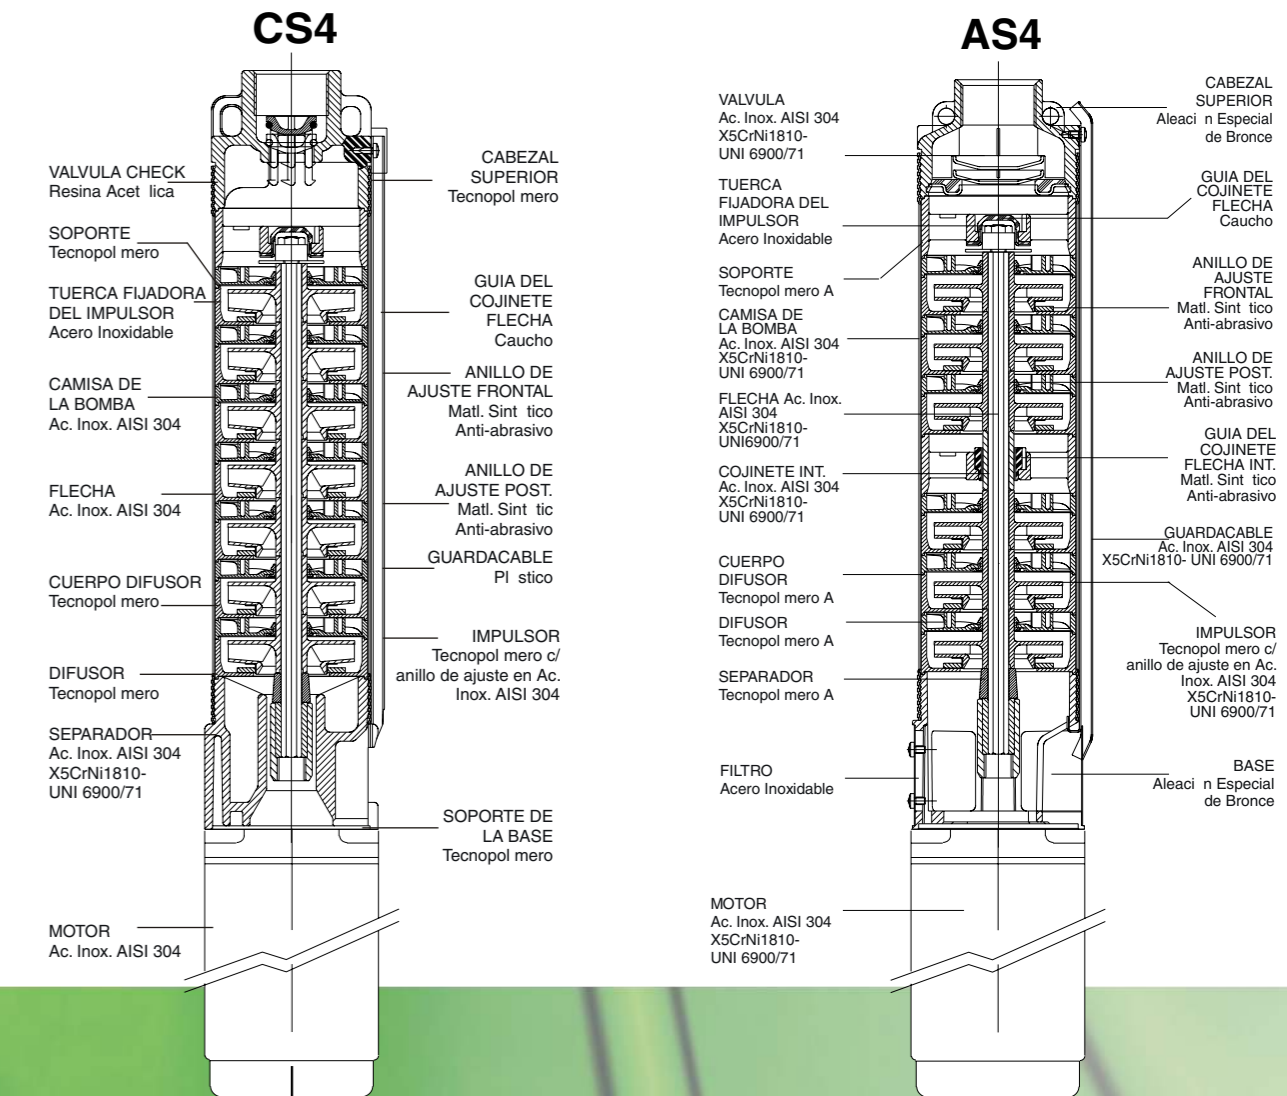 CS4
VALVULA CHECK
Resina Acet lica
SOPORTE
Tecnopol mero
TUERCA FIJADORA
DEL IMPULSOR
Acero Inoxidable
CAMISA DE
LA BOMBA
Ac. Inox. AISI 304
FLECHA
Ac. Inox. AISI 304
CUERPO DIFUSOR
Tecnopol mero
DIFUSOR
Tecnopol mero
SEPARADOR
Ac. Inox. AISI 304
X5CrNi1810-
UNI 6900/71
MOTOR
Ac. Inox. AISI 304
CABEZAL
SUPERIOR
Tecnopol mero
GUIA DEL
COJINETE
FLECHA
Caucho
ANILLO DE
AJUSTE FRONTAL
Matl. Sint tico
Anti-abrasivo
ANILLO DE
AJUSTE POST.
Matl. Sint tic
Anti-abrasivo
GUARDACABLE
Pl stico
IMPULSOR
Tecnopol mero c/
anillo de ajuste en Ac.
Inox. AISI 304
SOPORTE DE
LA BASE
Tecnopol mero
AS4
VALVULA
Ac. Inox. AISI 304
X5CrNi1810-
UNI 6900/71
TUERCA
FIJADORA DEL
IMPULSOR
Acero Inoxidable
SOPORTE
Tecnopol mero A
CAMISA DE
LA BOMBA
Ac. Inox. AISI 304
X5CrNi1810-
UNI 6900/71
FLECHA Ac. Inox.
AISI 304
X5CrNi1810-
UNI6900/71
COJINETE INT.
Ac. Inox. AISI 304
X5CrNi1810-
UNI 6900/71
CUERPO
DIFUSOR
Tecnopol mero A
DIFUSOR
Tecnopol mero A
SEPARADOR
Tecnopol mero A
FILTRO
Acero Inoxidable
MOTOR
Ac. Inox. AISI 304
X5CrNi1810-
UNI 6900/71
CABEZAL
SUPERIOR
Aleaci n Especial
de Bronce
GUIA DEL
COJINETE
FLECHA
Caucho
ANILLO DE
AJUSTE
FRONTAL
Matl. Sint tico
Anti-abrasivo
ANILLO DE
AJUSTE POST.
Matl. Sint tico
Anti-abrasivo
GUIA DEL
COJINETE
FLECHA INT.
Matl. Sint tico
Anti-abrasivo
GUARDACABLE
Ac. Inox. AISI 304
X5CrNi1810- UNI 6900/71
IMPULSOR
Tecnopol mero c/
anillo de ajuste en Ac.
Inox. AISI 304
X5CrNi1810-
UNI 6900/71
BASE
Aleaci n Especial
de Bronce